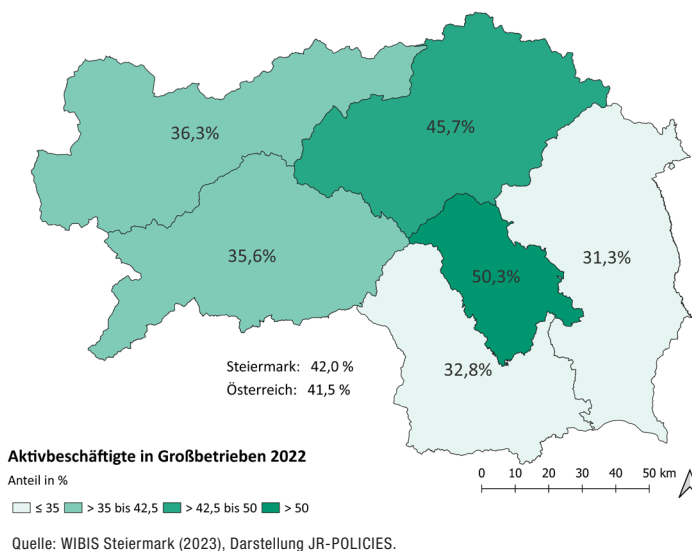 36,3%
45,7%
35,6%
50,3%
31,3%
32,8%
Steiermark: 42,0 %
Österreich: 41,5 %
Aktivbeschäftigte in Großbetrieben 2022
Anteil in %
≤ 35 > 35 bis 42,5 > 42,5 bis 50 > 50
0 10 20 30 40 50 km
Quelle: WIBIS Steiermark (2023), Darstellung JR-POLICIES.